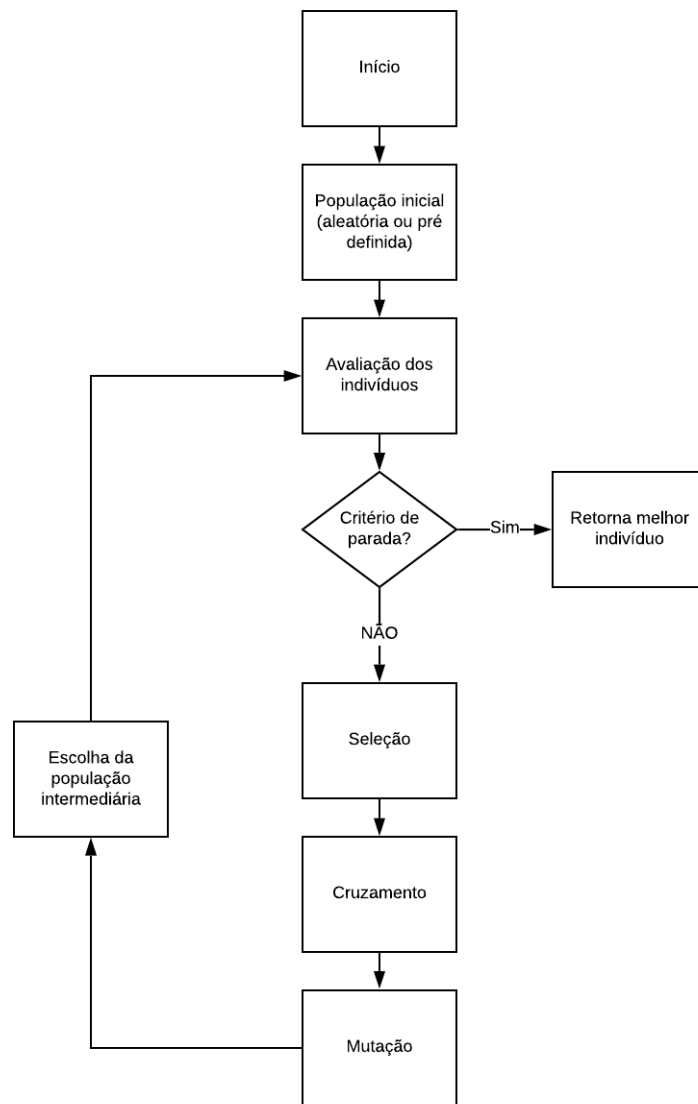 Início
População inicial
(aleatória ou pré
definida)
Avaliação dos
indivíduos
Critério de
parada?
Sim
Retorna melhor
indivíduo
NÃO
Seleção
Escolha da
população
intermediária
Cruzamento
Mutação